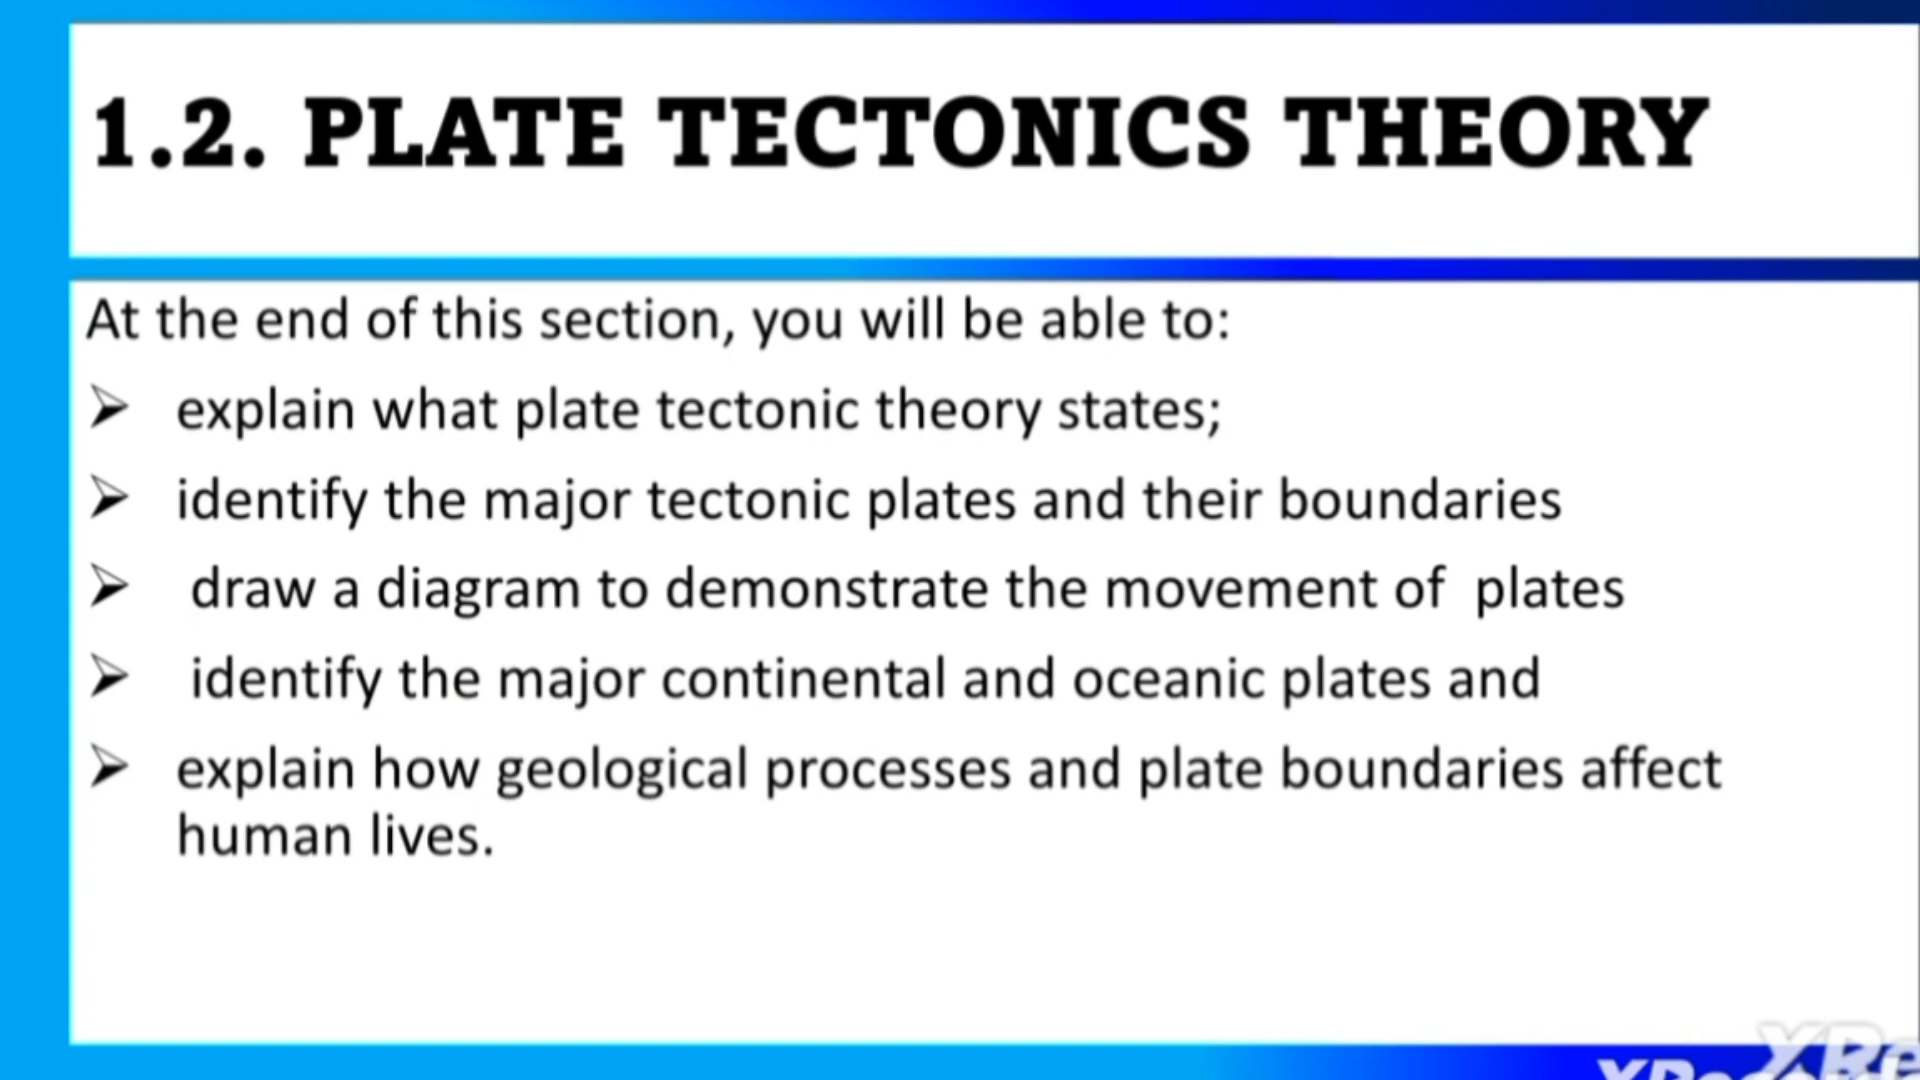 1.2. PLATE TECTONICS THEORY
At the end of this section, you will be able to:
➢ explain what plate tectonic theory states;
➢ identify the major tectonic plates and their boundaries
➢ draw a diagram to demonstrate the movement of plates
➢ identify the major continental and oceanic plates and
➢ explain how geological processes and plate boundaries affect
human lives.